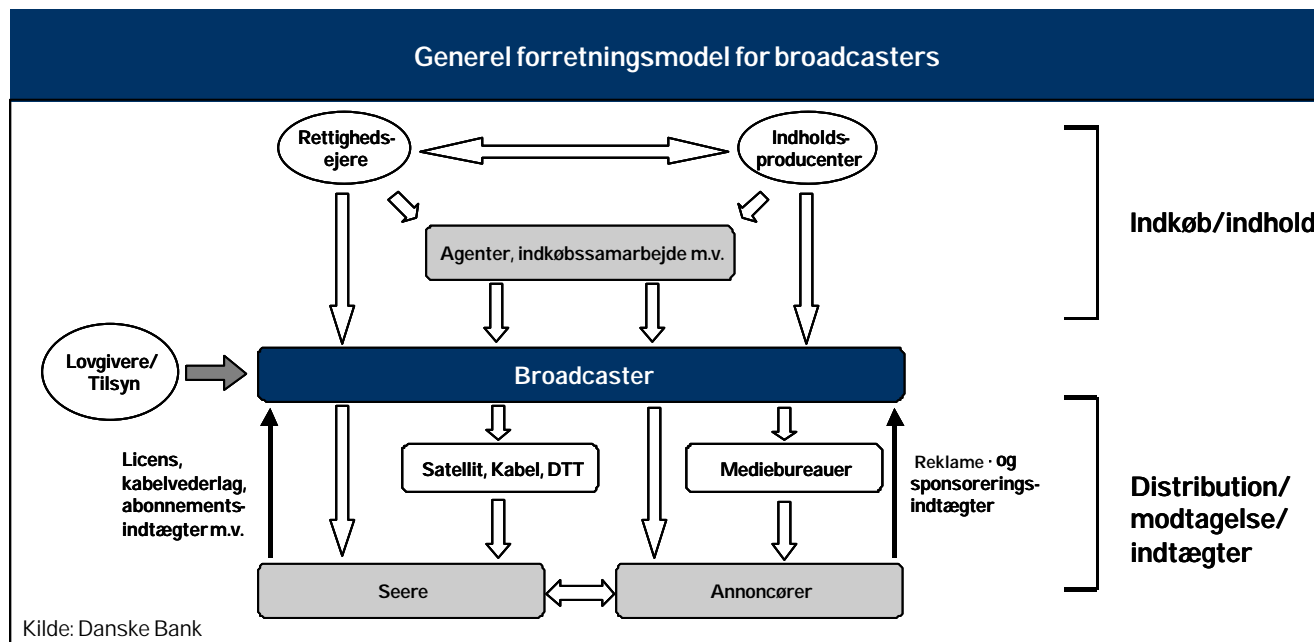 Generel forretningsmodel for broadcasters
Rettigheds-
ejere
Indholds-
producenter
Indkøb/indhold
Agenter, indkøbssamarbejde m.v.
Lovgivere/
Tilsyn
Broadcaster
Licens,
kabelvederlag,
abonnements-
indtægter m.v.
Satellit, Kabel, DTT
Mediebureauer
Reklame - og
sponsorerings-
indtægter
Distribution/
modtagelse/
indtægter
Seere
Annoncører
Kilde: Danske Bank